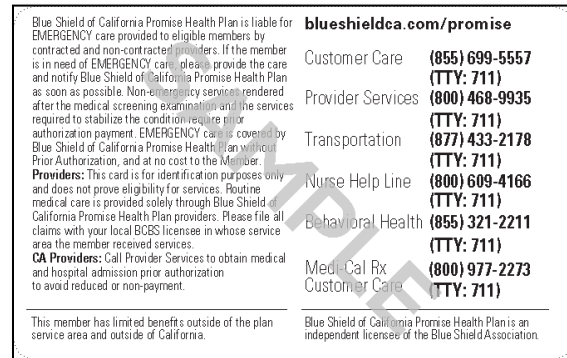 Blue Shield of California Promise Health Plan is liable for
EMERGENCY care provided to eligible members by
contracted and non-contracted providers. If the member
is in need of EMERGENCY care, please provide the care
and notify Blue Shield of California Promise Health Plan
as soon as possible. Non-emergency services rendered
after the medical screening examination and the services
required to stabilize the condition require prior
authorization payment. EMERGENCY care is covered by
Blue Shield of California Promise Health Plan without
Prior Authorization, and at no cost to the Member.
Providers: This card is for identification purposes only
and does not prove eligibility for services. Routine
medical care is provided solely through Blue Shield of
California Promise Health Plan providers. Please file all
claims with your local BCBS licensee in whose service
area the member received services.
CA Providers: Call Provider Services to obtain medical
and hospital admission prior authorization
to avoid reduced or non-payment.
This member has limited benefits outside of the plan
service area and outside of California.
blueshieldca.com/promise
Customer Care (855) 699-5557
(TTY: 711)
Provider Services (800) 468-9935
(TTY: 711)
Transportation (877) 433-2178
(TTY: 711)
Nurse Help Line (800) 609-4166
(TTY: 711)
Behavioral Health (855) 321-2211
(TTY: 711)
Medi-Cal Rx (800) 977-2273
Customer Care (TTY: 711)
Blue Shield of California Promise Health Plan is an
independent licensee of the Blue Shield Association.
SAMPLE